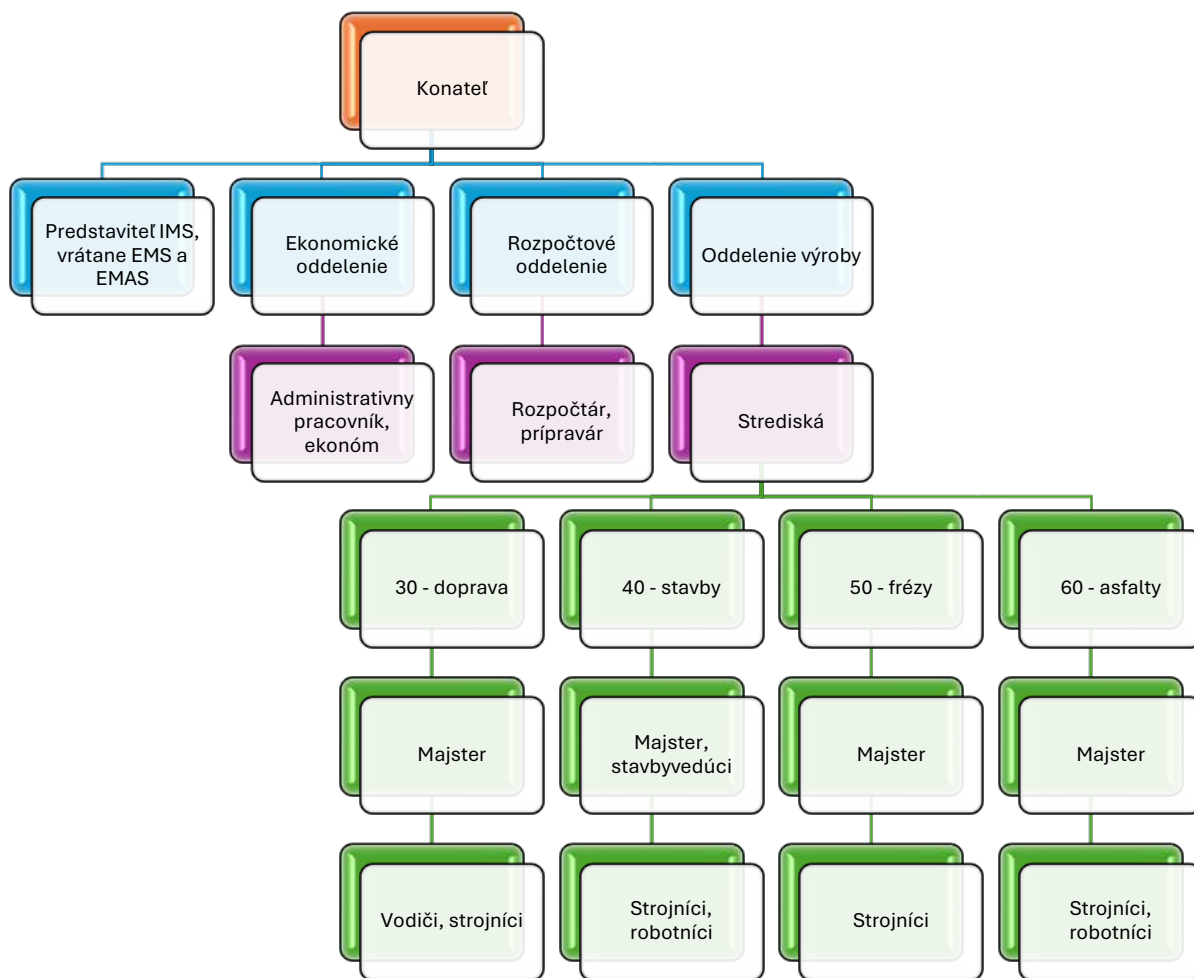 Konateľ
Predstaviteľ IMS,
vrátane EMS a
EMAS
Ekonomické
oddelenie
Rozpočtové
oddelenie
Oddelenie výroby
Administrativny
pracovník,
ekonóm
Rozpočtár,
prípravár
Strediská
30 - doprava
40 - stavby
50 - frézy
60 - asfalty
Majster
Majster,
stavbyvedúci
Majster
Majster
Vodiči, strojníci
Strojníci,
robotníci
Strojníci
Strojníci,
robotníci